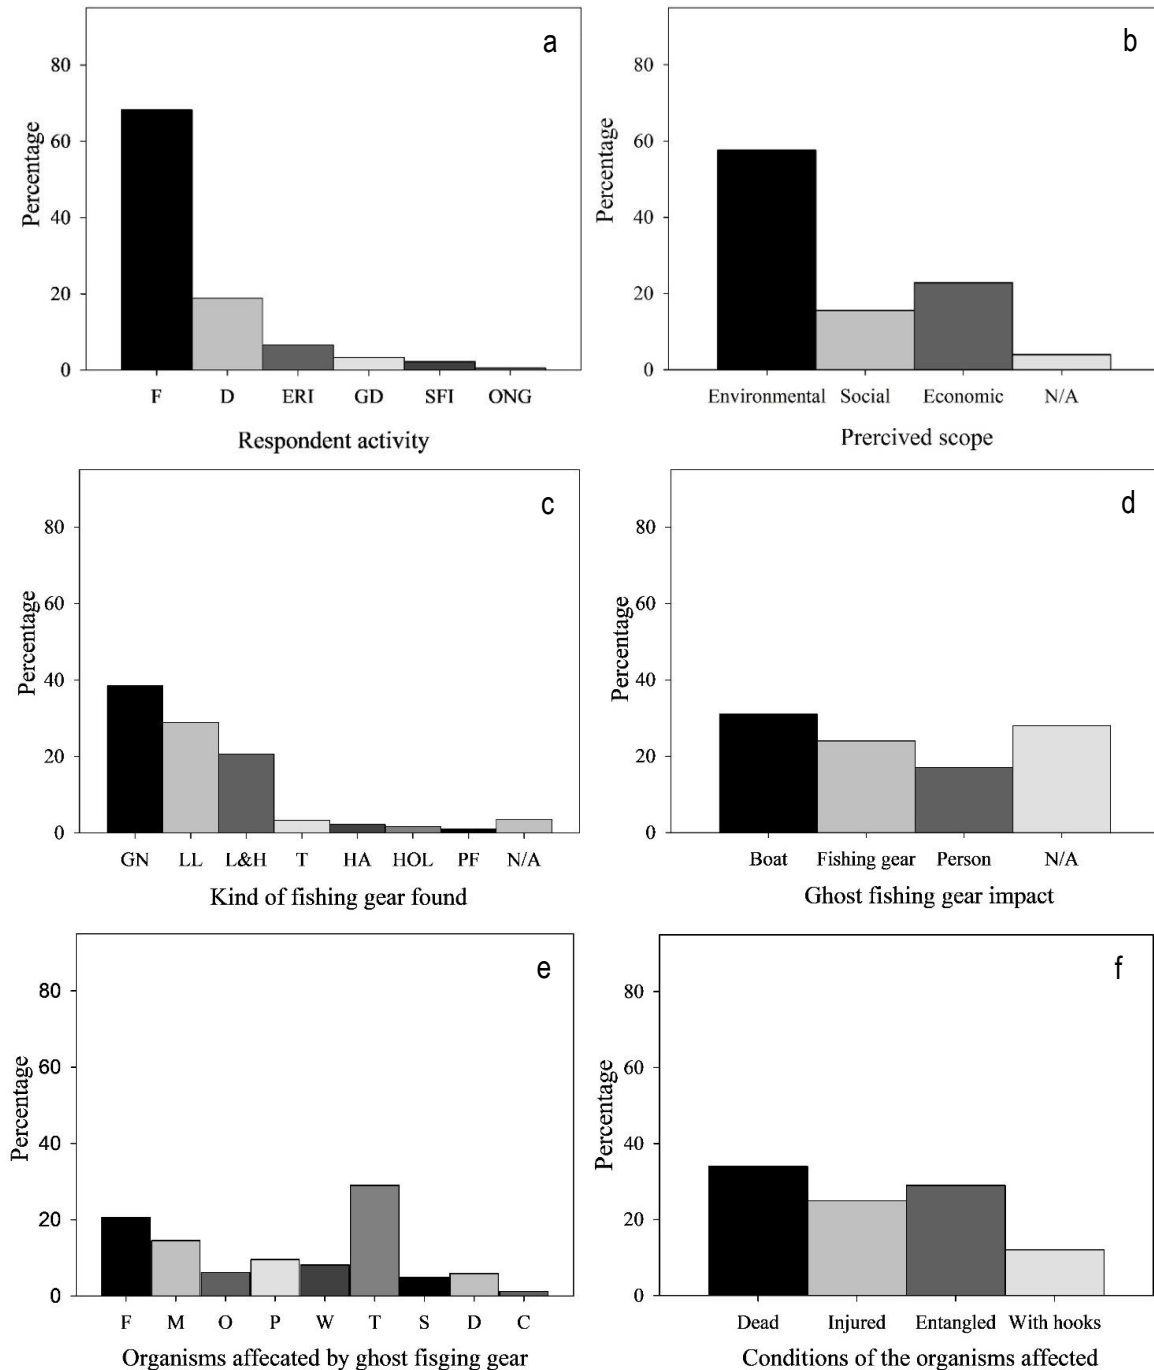 a
80
60
40
20
0
Percentage
F D ERI GD SFI ONG
Respondent activity
b
80
60
40
20
0
Percentage
Environmental Social Economic N/A
Prercived scope
c
80
60
40
20
0
Percentage
GN LL L&H T HA HOL PF N/A
Kind of fishing gear found
d
80
60
40
20
0
Percentage
Boat Fishing gear Person N/A
Ghost fishing gear impact
e
80
60
40
20
0
Percentage
F M O P W T S D C
Organisms affecated by ghost fisging gear
f
80
60
40
20
0
Percentage
Dead Injured Entangled With hooks
Conditions of the organisms affected